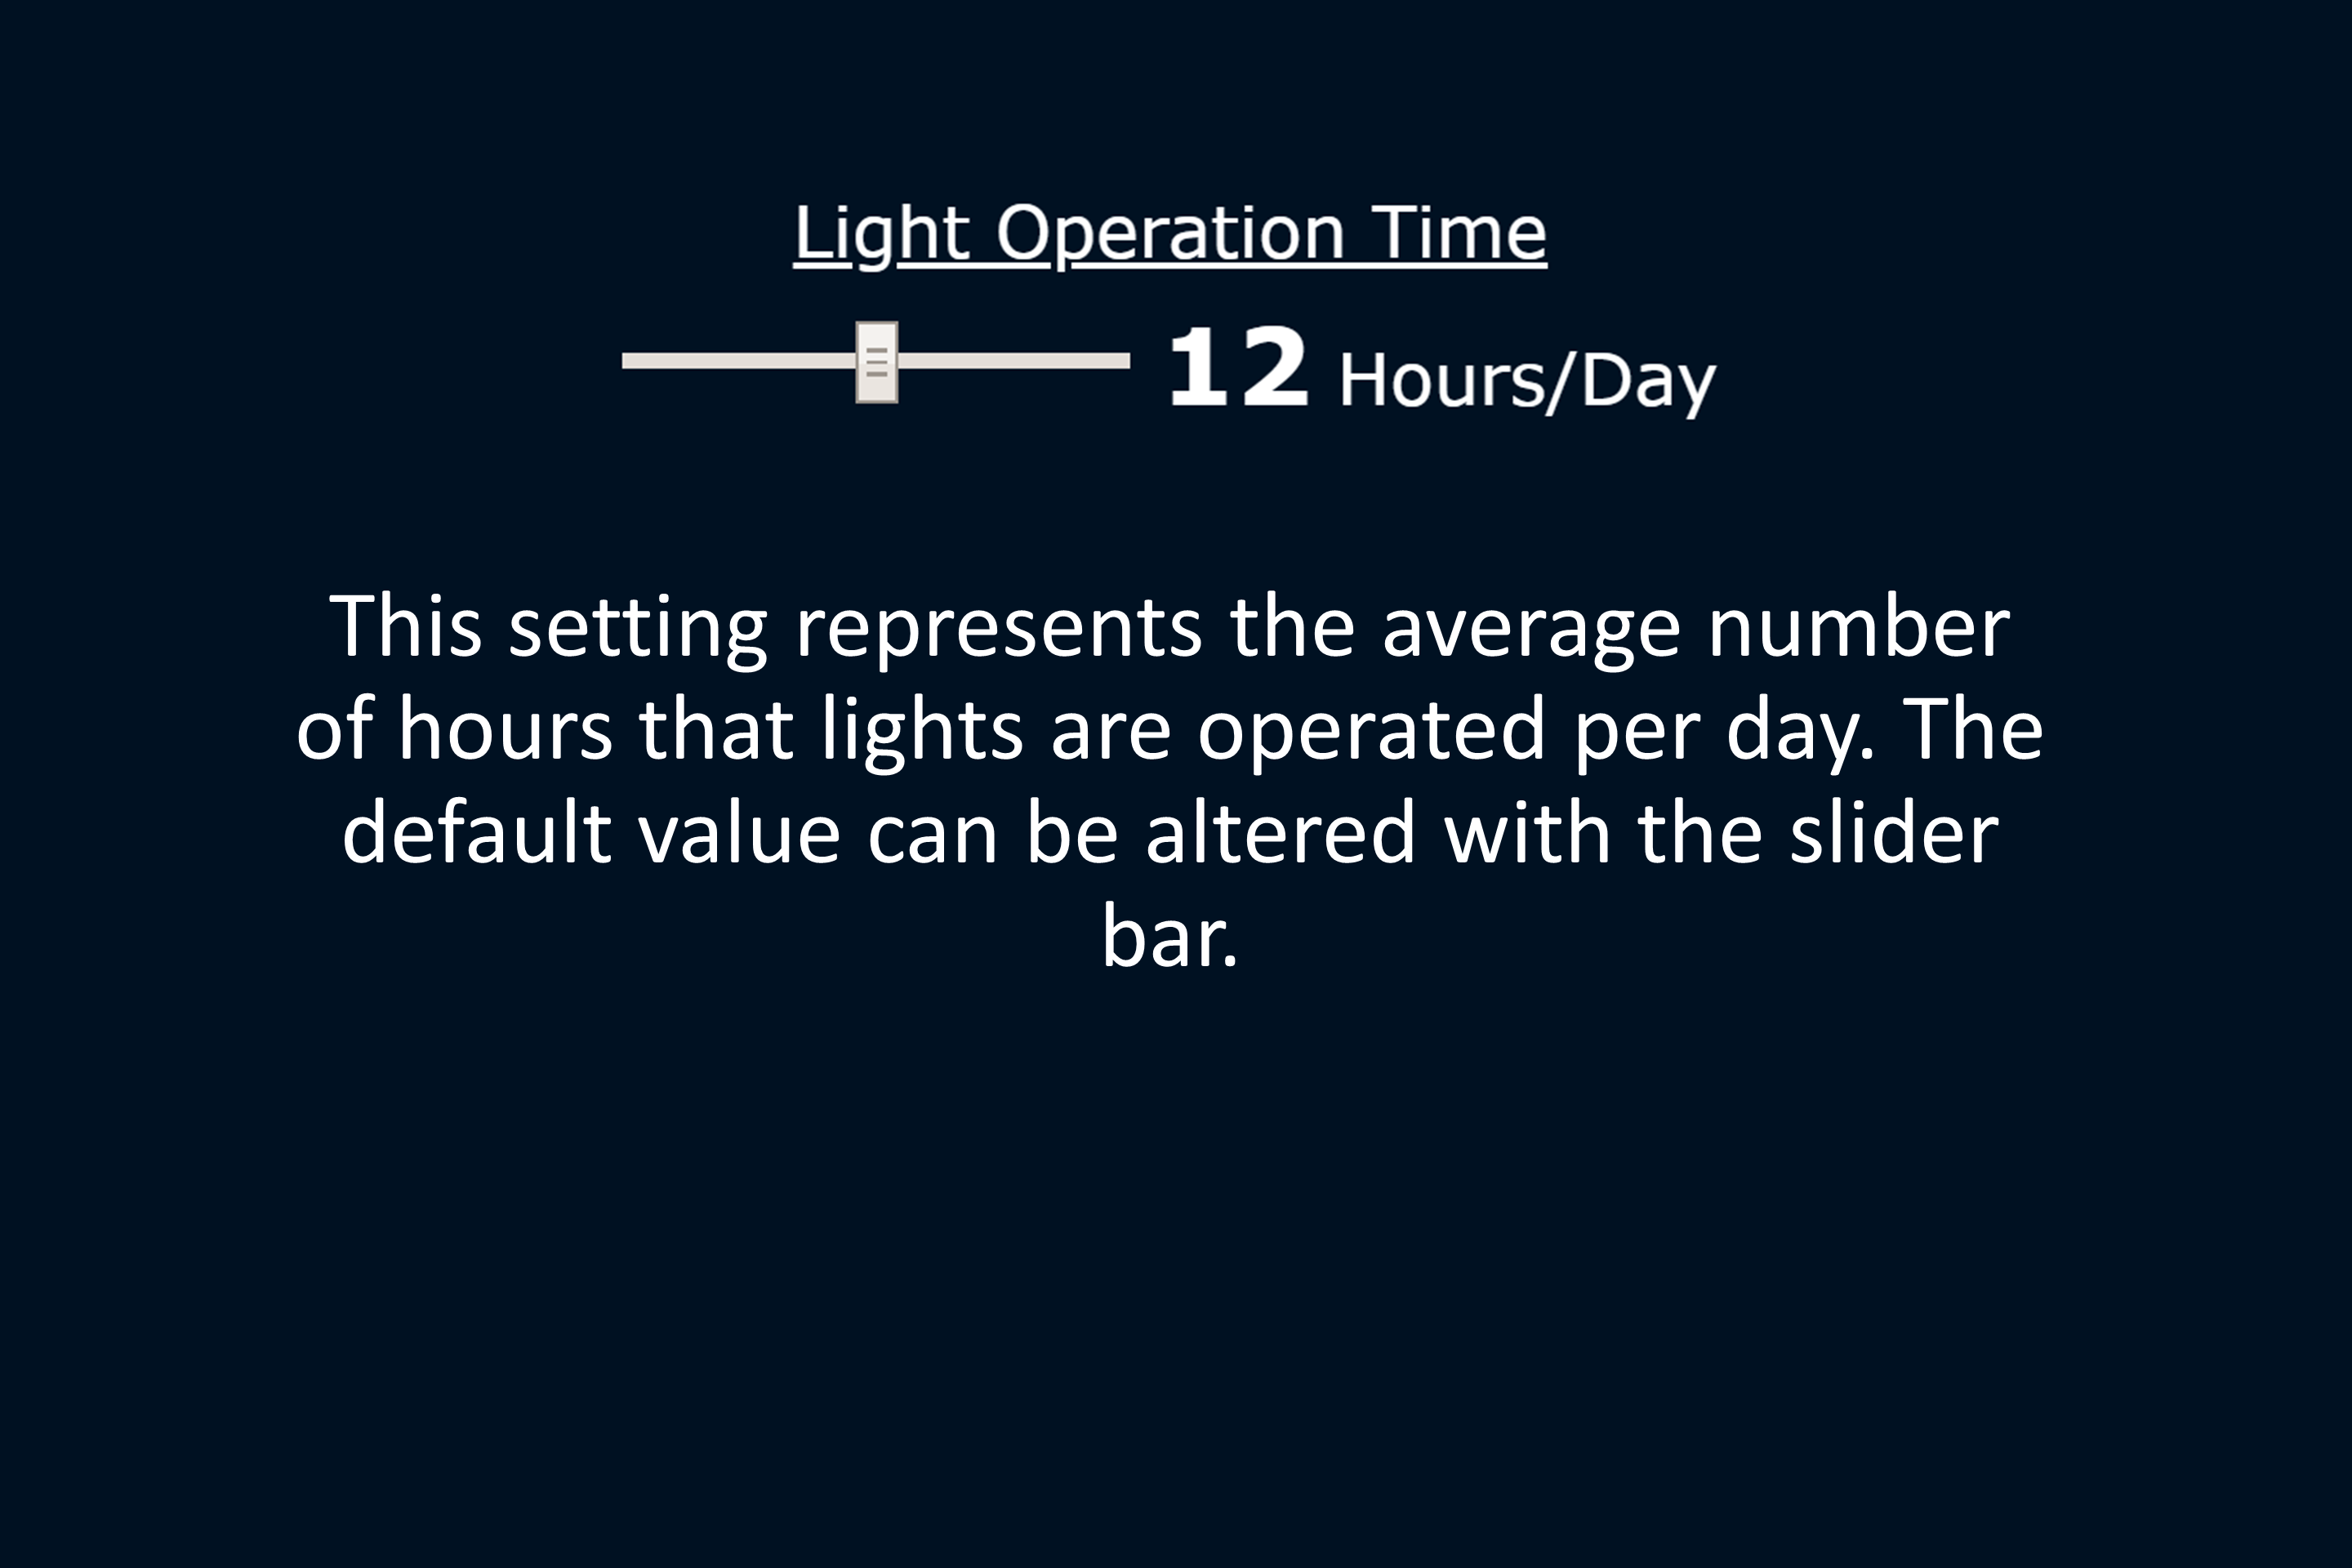 Light Operation Time
12 Hours/Day
This setting represents the average number
of hours that lights are operated per day. The
default value can be altered with the slider
bar.